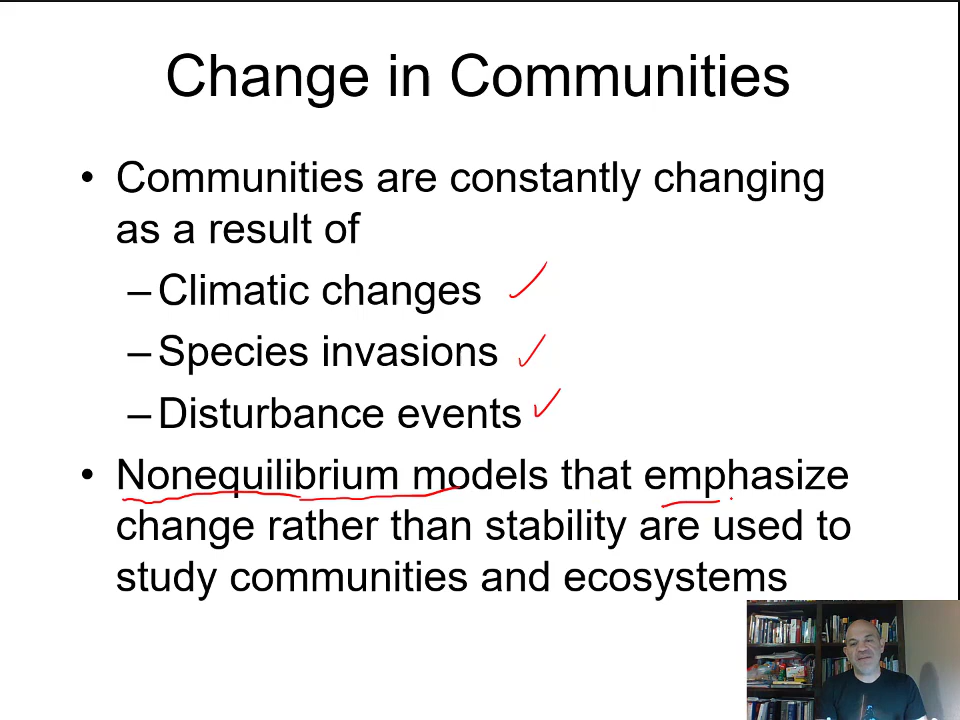 Change in Communities
• Communities are constantly changing
as a result of
–Climatic changes
–Species invasions
–Disturbance events
• Nonequilibrium models that emphasize
change rather than stability are used to
study communities and ecosystems